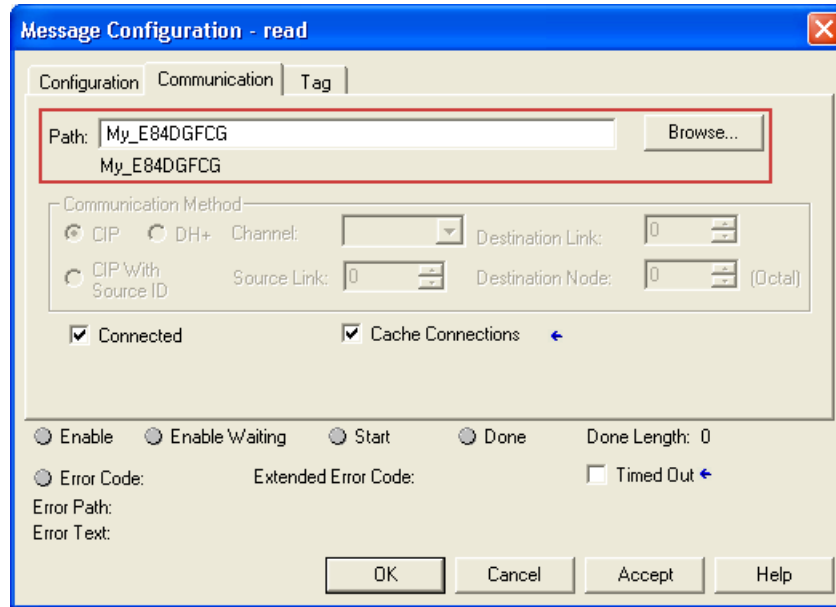 Message Configuration - read
Configuration Communication Tag
Path: My_E84DGFCG Browse...
My_E84DGFCG
Communication Method
CIP DH+ Channel: Destination Link: 0
CIP With
Source ID Source Link: 0 Destination Node: 0 (Octal)
Connected Cache Connections
Enable Enable Waiting Start Done Done Length: 0
Error Code: Extended Error Code: Timed Out
Error Path:
Error Text:
OK Cancel Accept Help